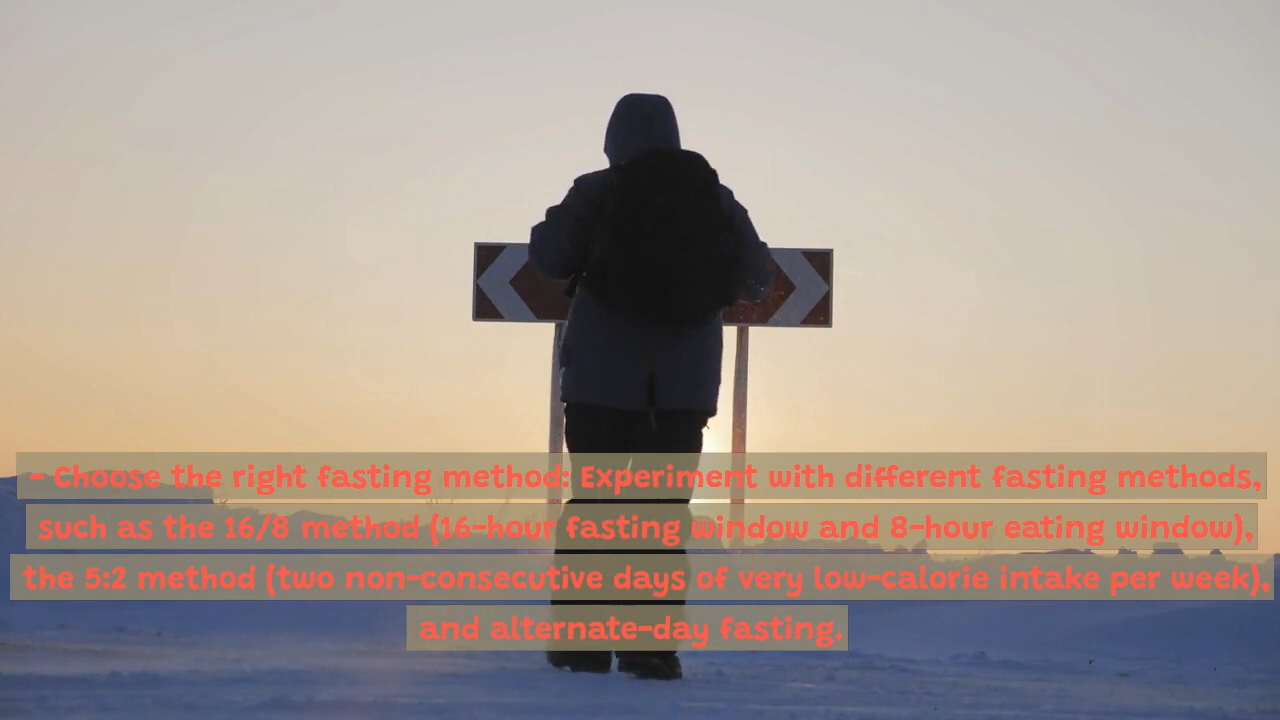 - Choose the right fasting method: Experiment with different fasting methods,
such as the 16/8 method (16-hour fasting window and 8-hour eating window),
the 5:2 method (two non-consecutive days of very low-calorie intake per week),
and alternate-day fasting.